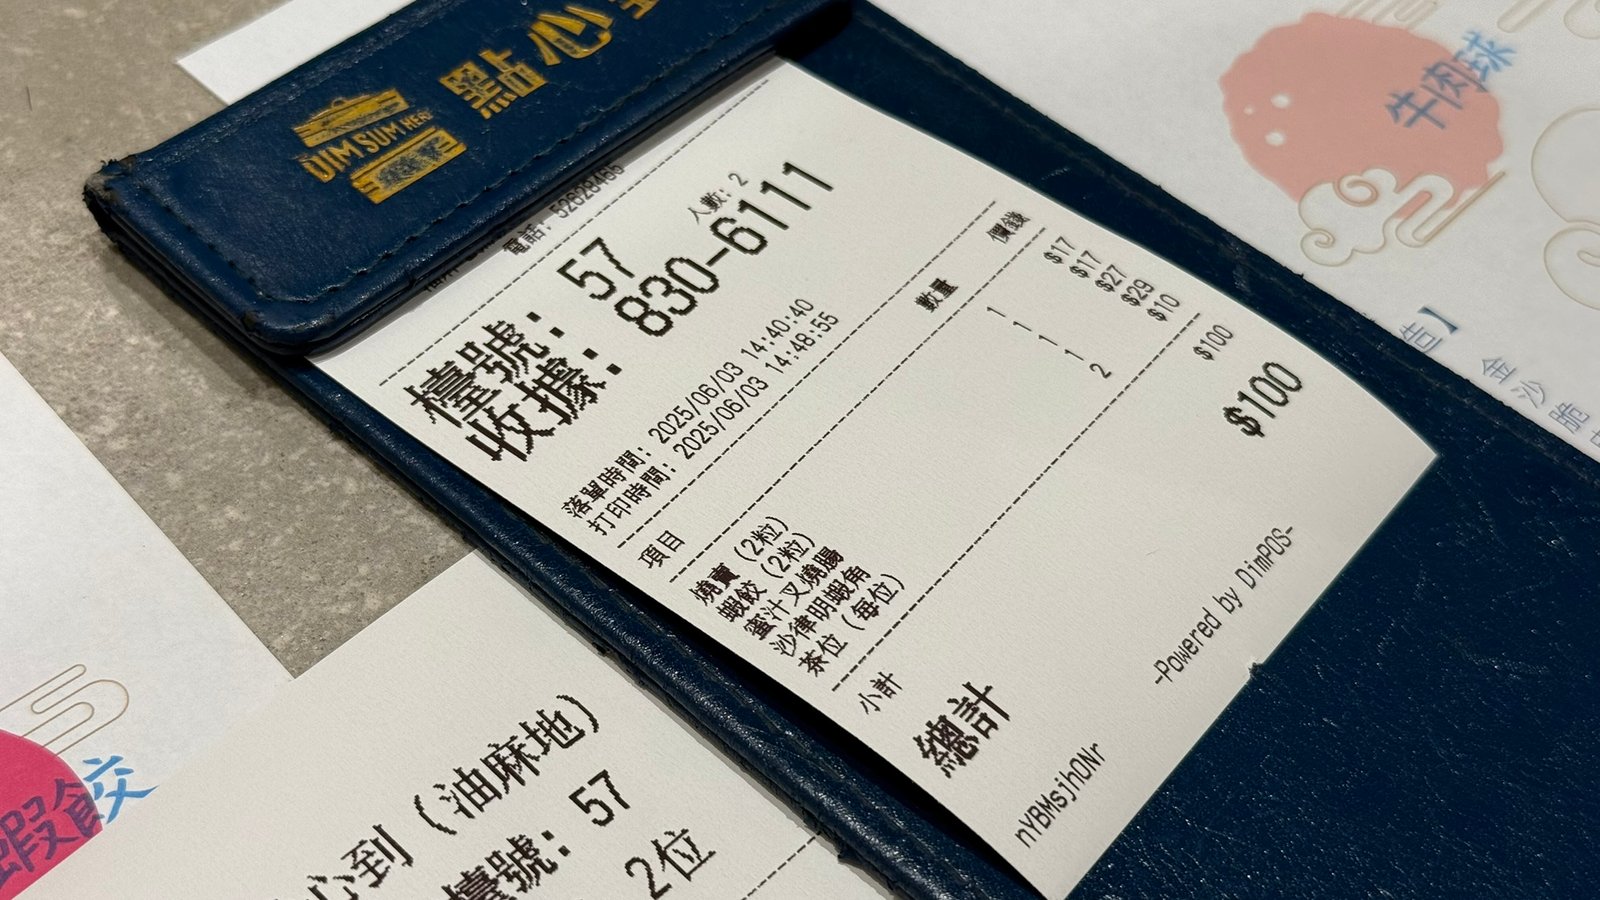 點心
DIM SUM HERE
電話: 52828455
人數: 2
檯號: 57
收據: 830-6111
落單時間: 2025/06/03 14:40:40
打印時間: 2025/06/03 14:48:55
項目 數量 價錢
燒賣 (2粒) 1 $17
蝦餃 (2粒) 1 $17
蜜汁叉燒腸 1 $27
沙律明蝦角 1 $29
茶位 (每位) 2 $10
小計 $100
總計 $100
nYBMsjhONr
-Powered by DimPOS-
心到 (油麻地)
檯號: 57
2位
蝦餃
牛肉球
告】
金沙脆